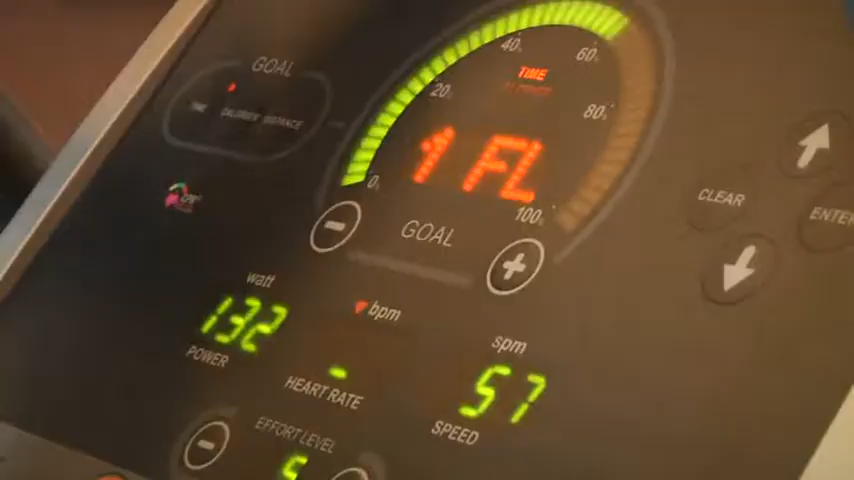 GOAL
TIME CALORIES DISTANCE
40%
60%
20%
80%
0%
100%
TIME
1 FL
GOAL
CLEAR
ENTER
watt
132
POWER
bpm
-
HEART RATE
spm
57
SPEED
EFFORT LEVEL
5